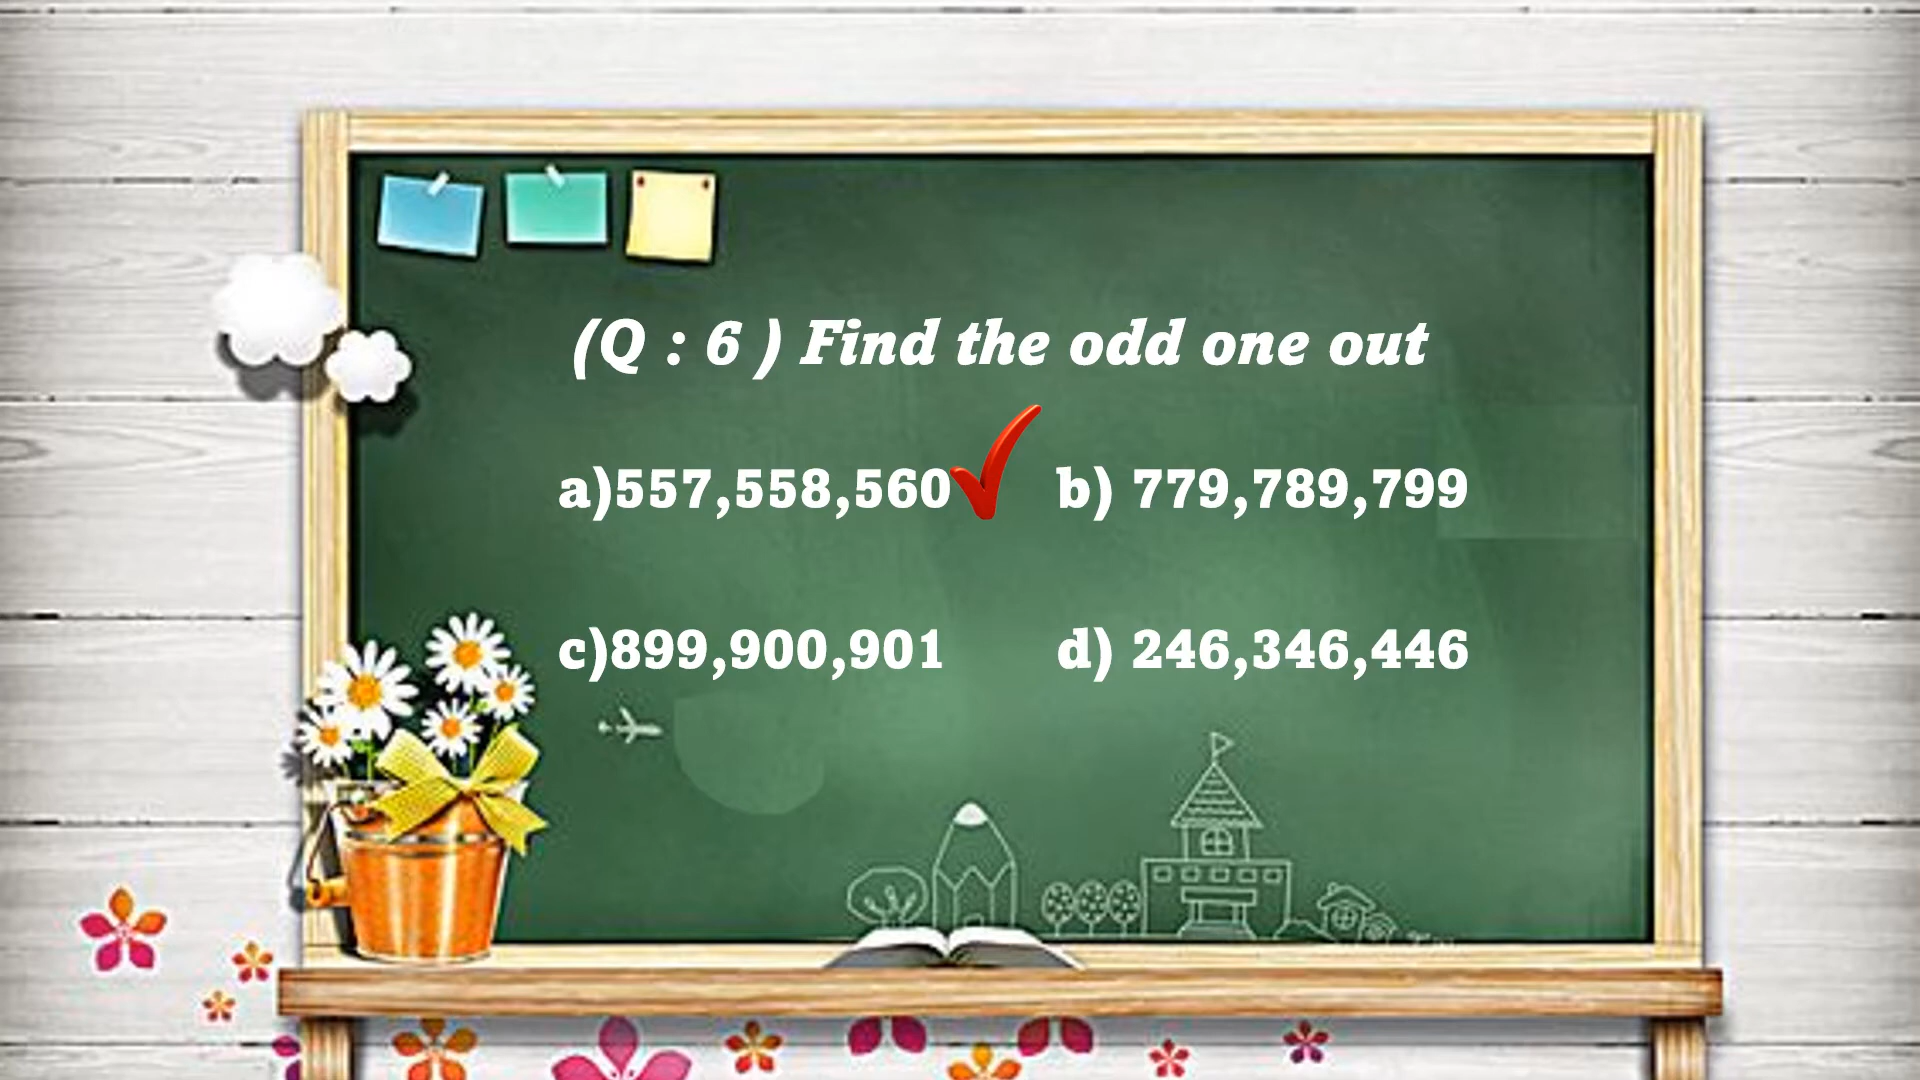 (Q : 6 ) Find the odd one out
a)557,558,560 b) 779,789,799
c)899,900,901 d) 246,346,446